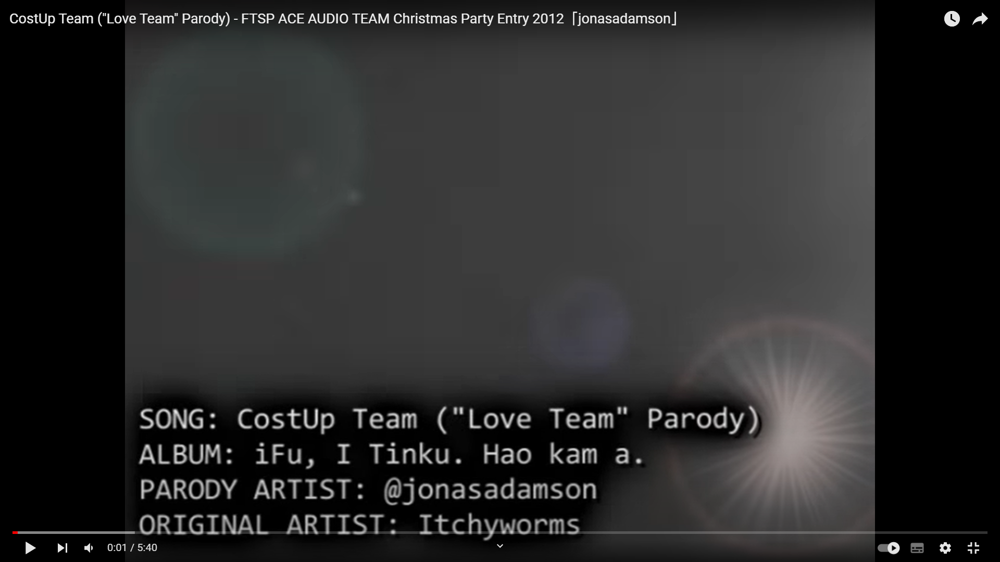 CostUp Team ("Love Team" Parody) - FTSP ACE AUDIO TEAM Christmas Party Entry 2012「jonasadamson」
SONG: CostUp Team ("Love Team" Parody)
ALBUM: iFu, I Tinku. Hao kam a.
PARODY ARTIST: @jonasadamson
ORIGINAL ARTIST: Itchyworms
0:01 / 5:40